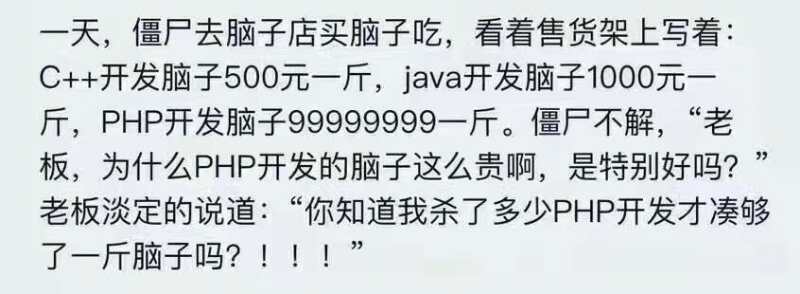 一天，僵尸去脑子店买脑子吃，看着售货架上写着：
C++开发脑子500元一斤，java开发脑子1000元一
斤，PHP开发脑子99999999一斤。僵尸不解，“老
板，为什么PHP开发的脑子这么贵啊，是特别好吗？”
老板淡定的说道：“你知道我杀了多少PHP开发才凑够
了一斤脑子吗？！！！”